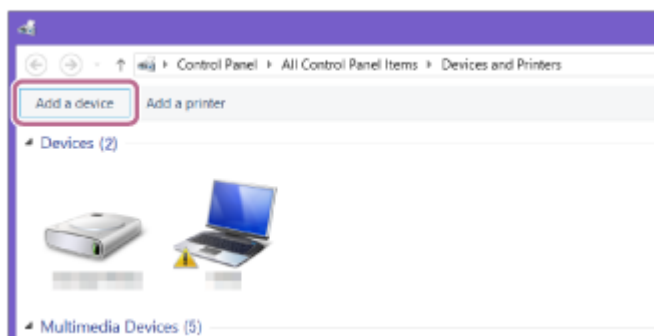 Control Panel All Control Panel Items Devices and Printers
Add a device Add a printer
Devices (2)
Multimedia Devices (5)